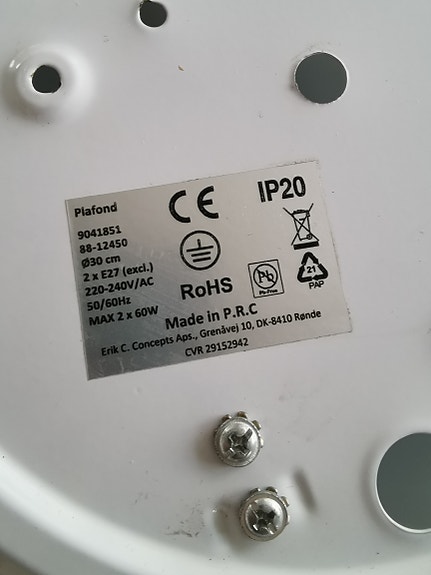 Plafond
9041851
88-12450
Ø30 cm
2 x E27 (excl.)
220-240V/AC
50/60Hz
MAX 2 x 60W
CE
IP20
RoHS
Pb
Pb-Free
21
PAP
Made in P.R.C
Erik C. Concepts Aps., Grenåvej 10, DK-8410 Rønde
CVR 29152942